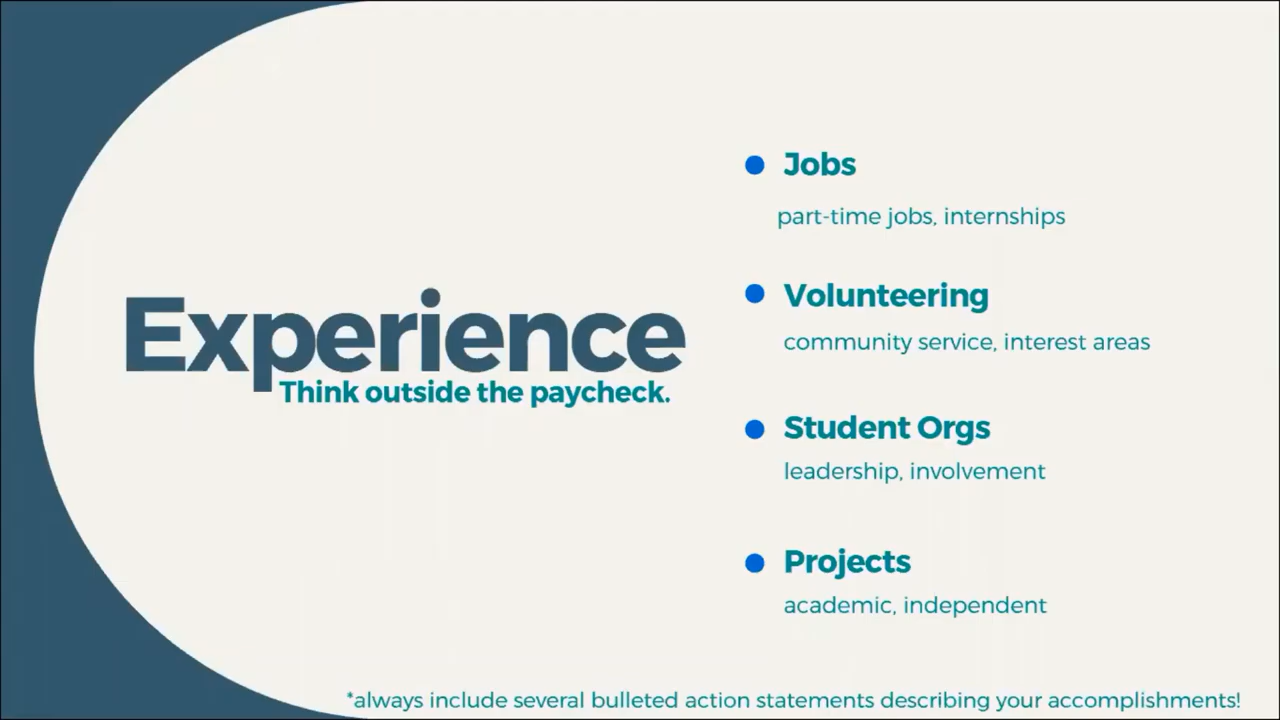 Experience
Think outside the paycheck.
Jobs
part-time jobs, internships
Volunteering
community service, interest areas
Student Orgs
leadership, involvement
Projects
academic, independent
*always include several bulleted action statements describing your accomplishments!